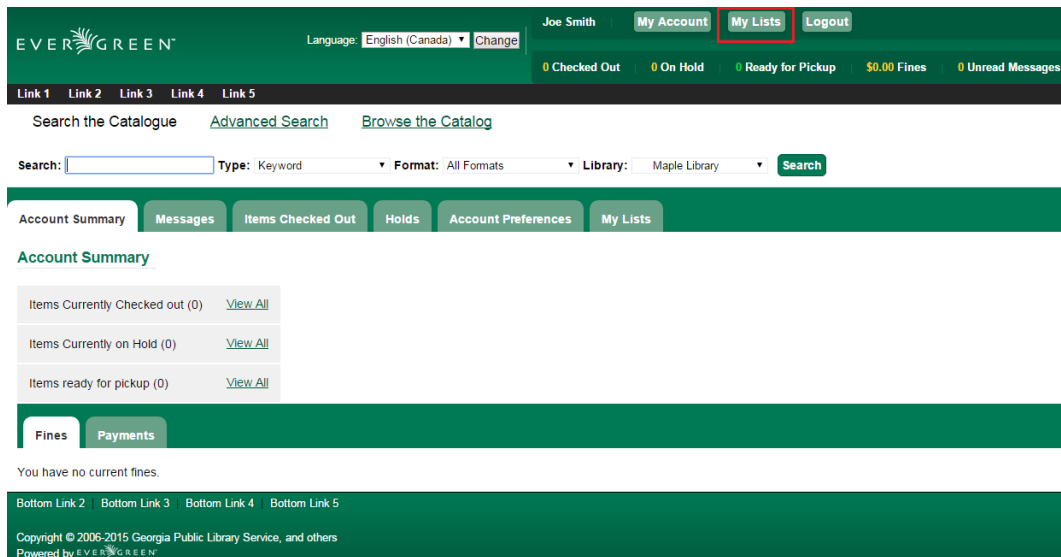 Joe Smith My Account My Lists Logout
EVERGREEN
Language: English (Canada) Change
0 Checked Out 0 On Hold 0 Ready for Pickup $0.00 Fines 0 Unread Messages
Link 1 Link 2 Link 3 Link 4 Link 5
Search the Catalogue Advanced Search Browse the Catalog
Search: Type: Keyword Format: All Formats Library: Maple Library Search
Account Summary Messages Items Checked Out Holds Account Preferences My Lists
Account Summary
Items Currently Checked out (0) View All
Items Currently on Hold (0) View All
Items ready for pickup (0) View All
Fines Payments
You have no current fines.
Bottom Link 2 Bottom Link 3 Bottom Link 4 Bottom Link 5
Copyright © 2006-2015 Georgia Public Library Service, and others
Powered by EVERGREEN